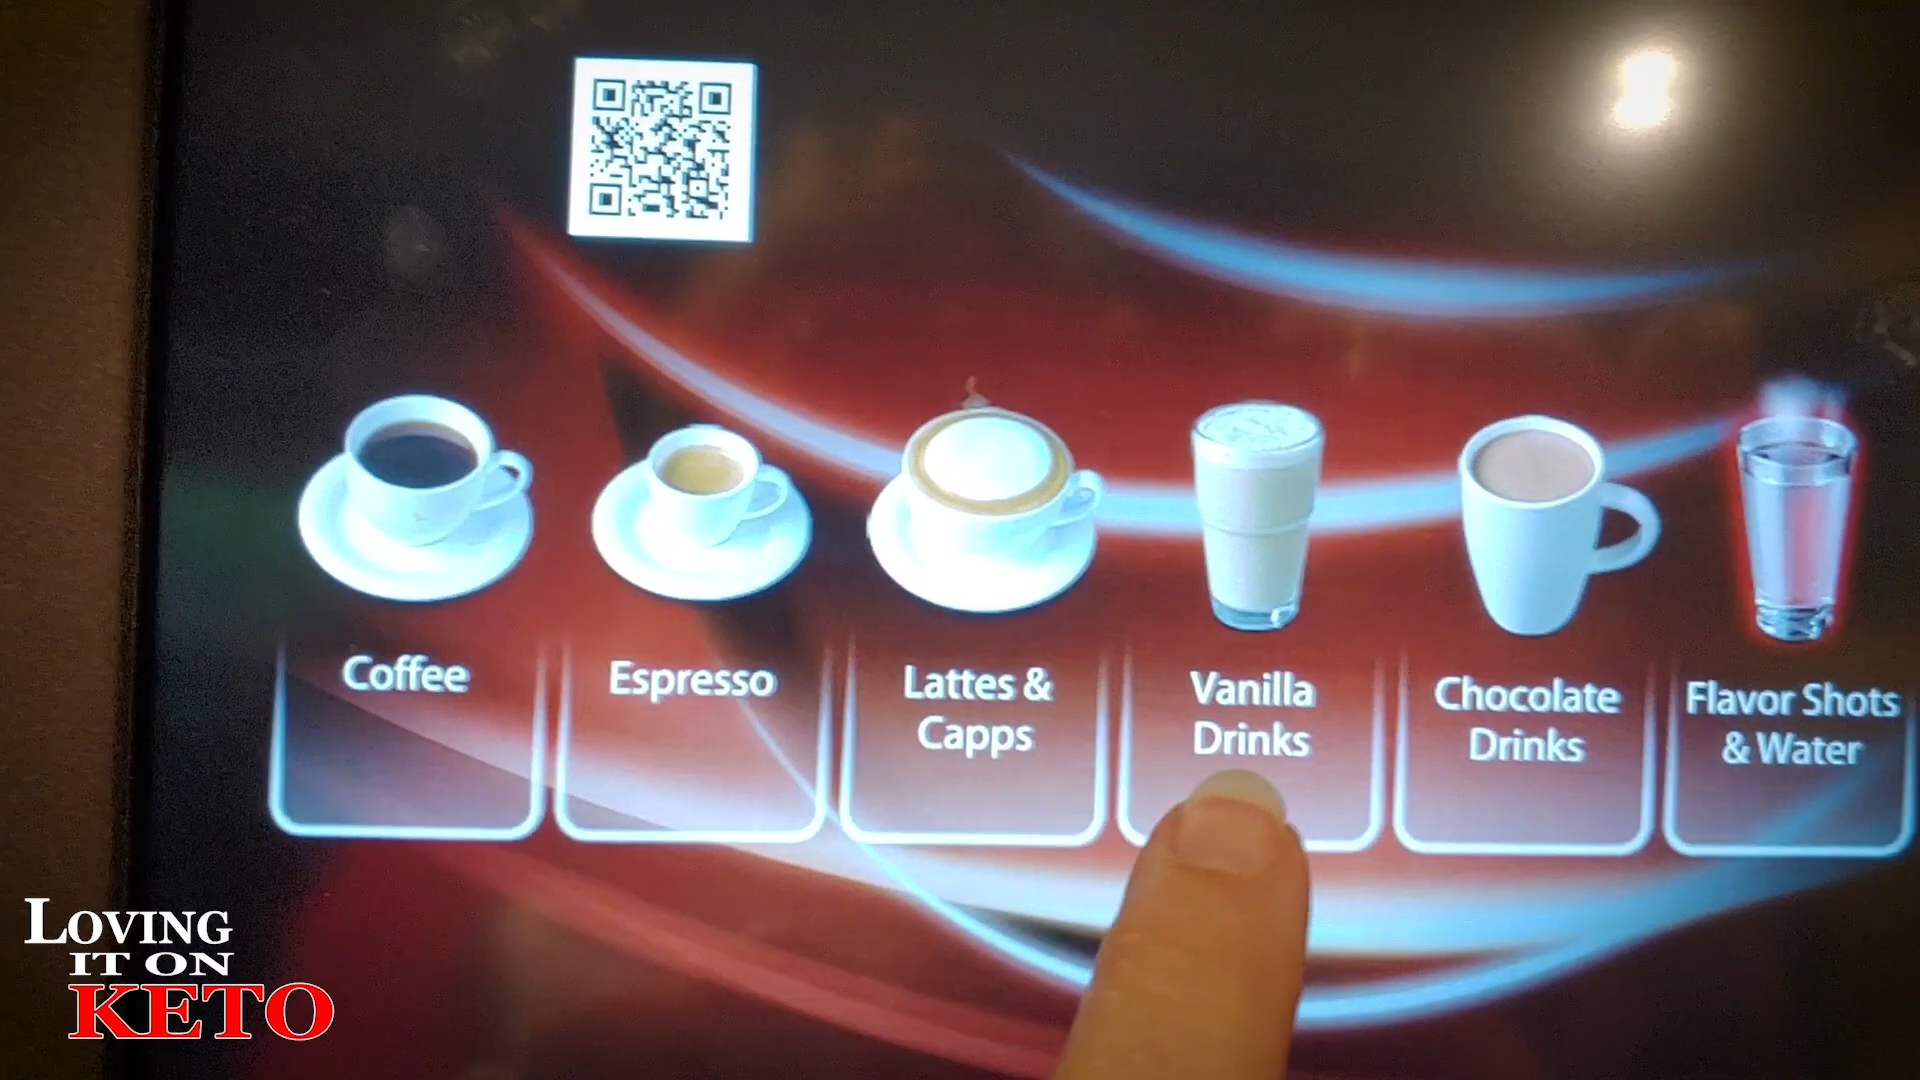 Coffee
Espresso
Lattes &
Capps
Vanilla
Drinks
Chocolate
Drinks
Flavor Shots
& Water
LOVING
IT ON
KETO